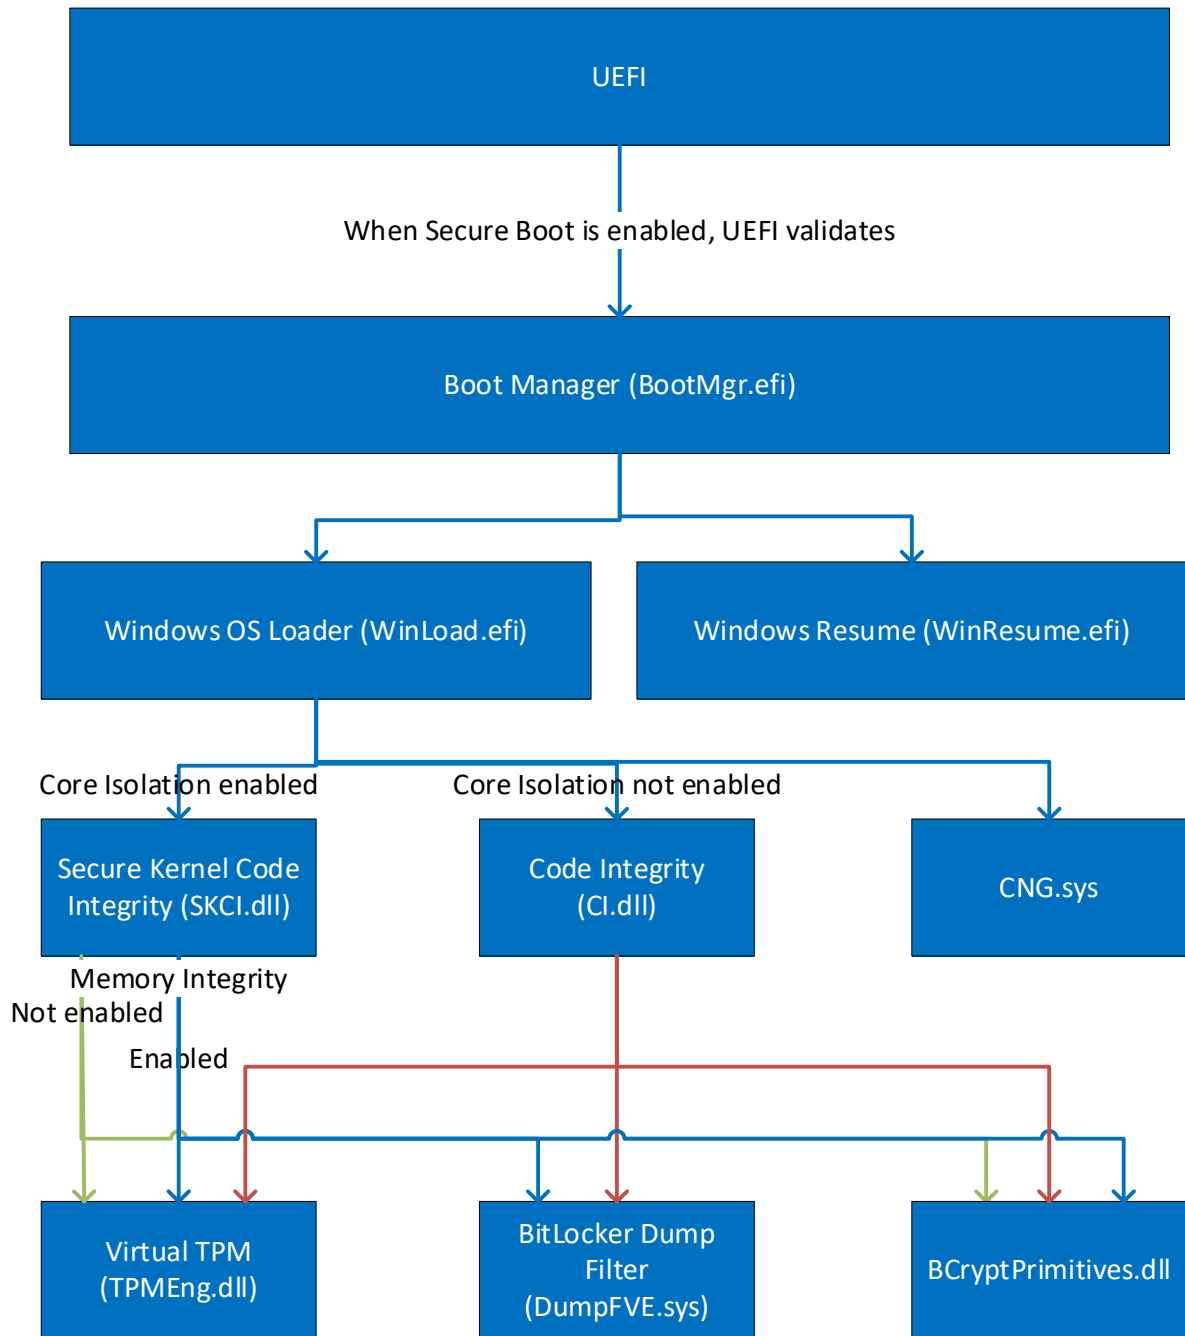 UEFI
When Secure Boot is enabled, UEFI validates
Boot Manager (BootMgr.efi)
Windows OS Loader (WinLoad.efi)
Windows Resume (WinResume.efi)
Core Isolation enabled
Core Isolation not enabled
Secure Kernel Code
Integrity (SKCI.dll)
Code Integrity
(CI.dll)
CNG.sys
Memory Integrity
Not enabled
Enabled
Virtual TPM
(TPMEng.dll)
BitLocker Dump
Filter
(DumpFVE.sys)
BCryptPrimitives.dll